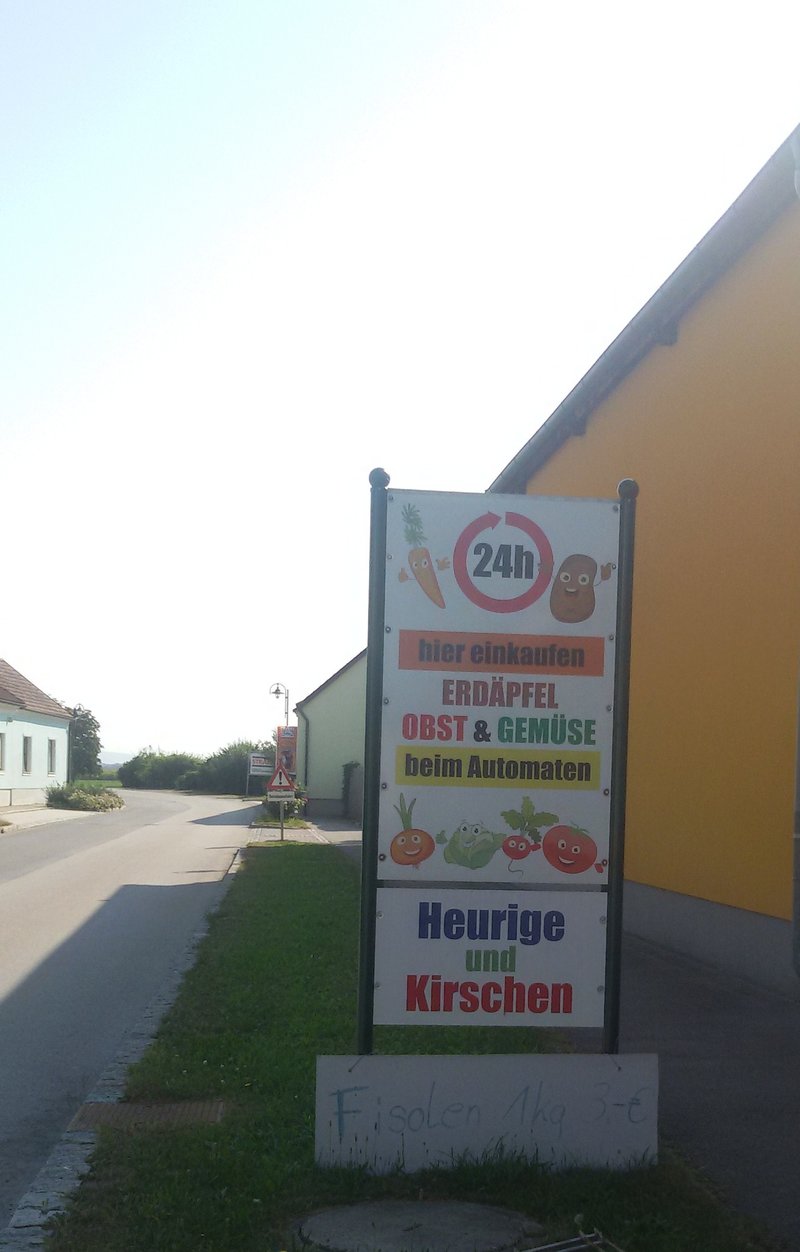 24h
hier einkaufen
ERDÄPFEL
OBST & GEMÜSE
beim Automaten
Heurige
und
Kirschen
Fisolen 1kg 3,-€